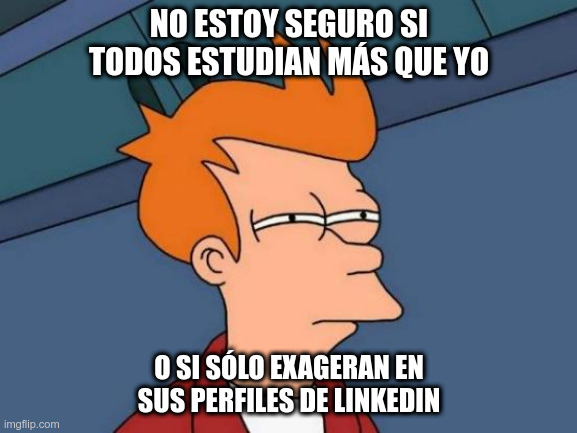 NO ESTOY SEGURO SI
TODOS ESTUDIAN MÁS QUE YO
O SI SÓLO EXAGERAN EN
SUS PERFILES DE LINKEDIN
imgflip.com